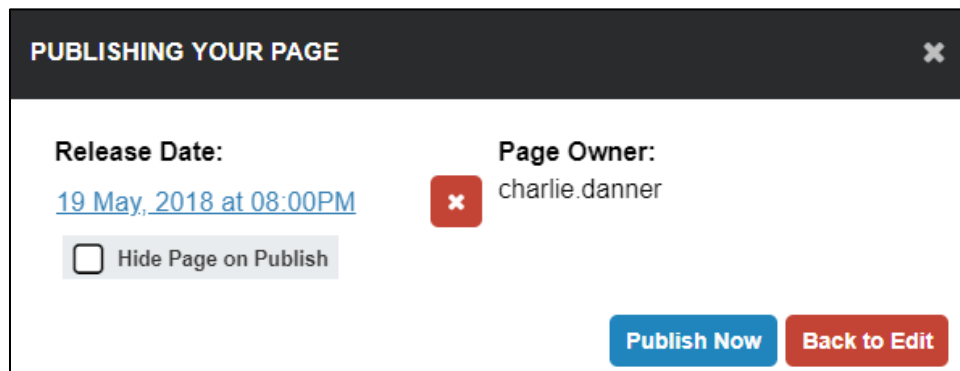 PUBLISHING YOUR PAGE
Release Date:
19 May, 2018 at 08:00PM
Hide Page on Publish
Page Owner:
charlie.danner
Publish Now
Back to Edit